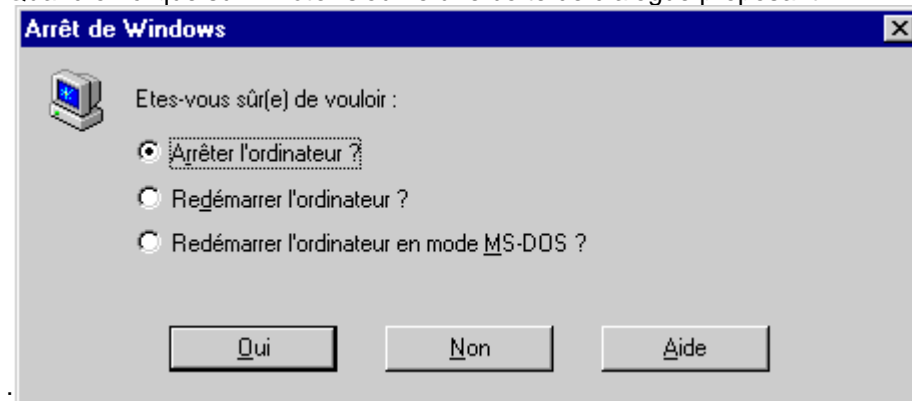 Arrêt de Windows
Etes-vous sûr(e) de vouloir :
Arrêter l'ordinateur ?
Redémarrer l'ordinateur ?
Redémarrer l'ordinateur en mode MS-DOS ?
Oui Non Aide
.